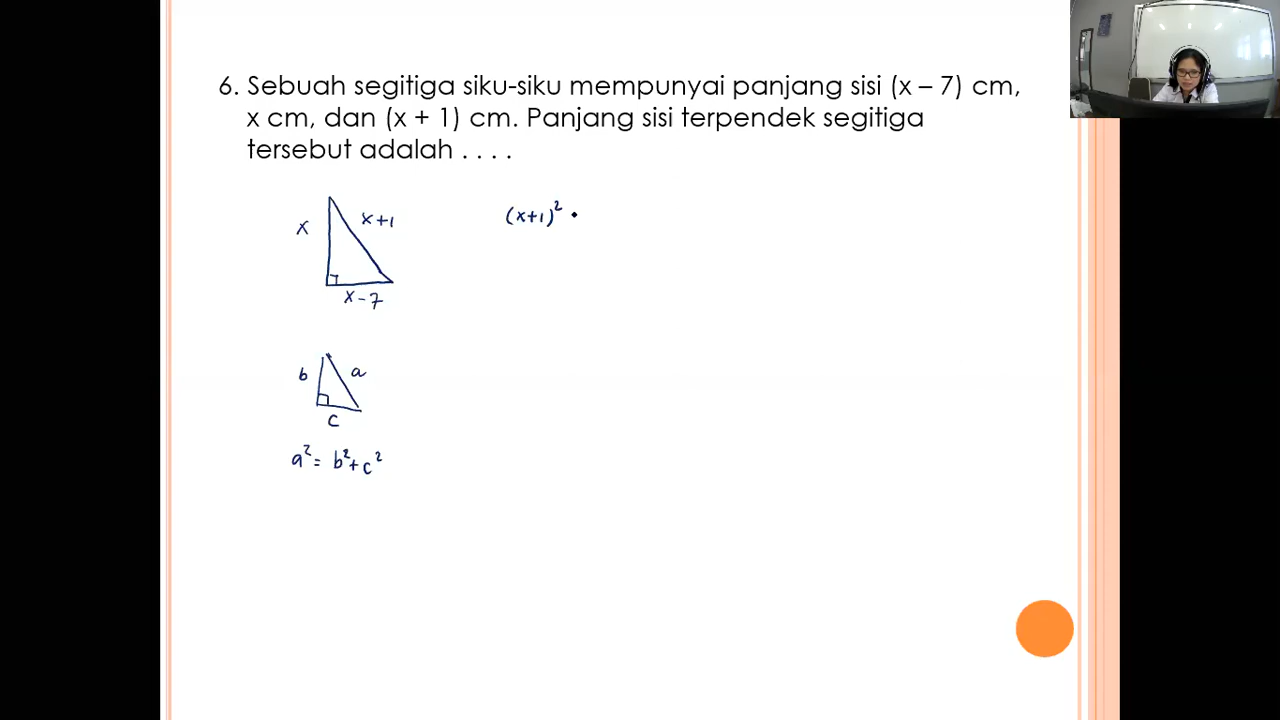 6. Sebuah segitiga siku-siku mempunyai panjang sisi (x – 7) cm,
x cm, dan (x + 1) cm. Panjang sisi terpendek segitiga
tersebut adalah . . . .
x
x+1
x-7
(x+1)²
b
a
c
a² = b²+c²